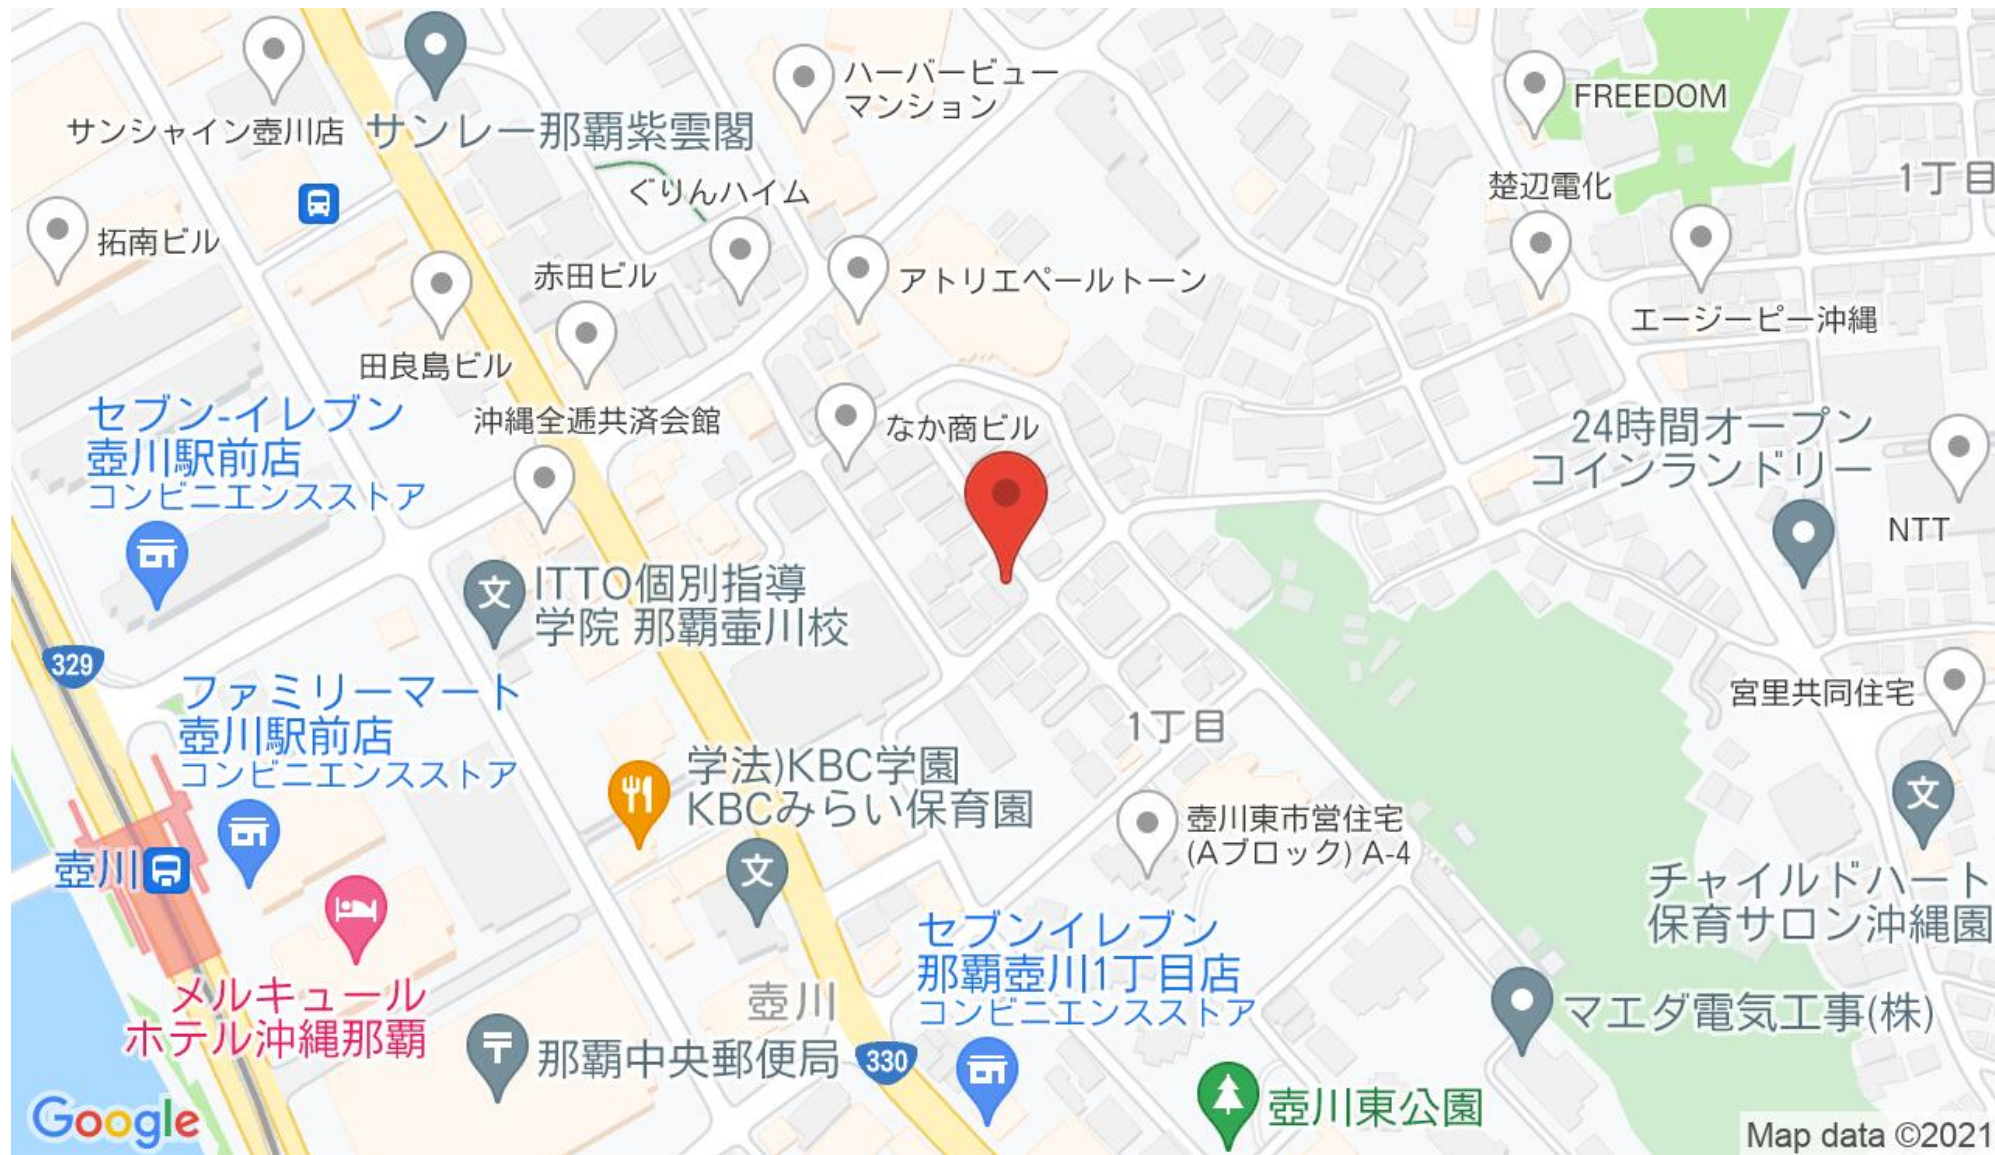 ハーバービュー
マンション
FREEDOM
サンシャイン壺川店
サンレー那覇紫雲閣
ぐりんハイム
楚辺電化
1丁目
拓南ビル
赤田ビル
アトリエペールトーン
エージーピー沖縄
田良島ビル
セブン-イレブン
壺川駅前店
コンビニエンスストア
沖縄全逓共済会館
なか商ビル
24時間オープン
コインランドリー
NTT
ITTO個別指導
学院 那覇壷川校
329
ファミリーマート
壺川駅前店
コンビニエンスストア
宮里共同住宅
1丁目
学法)KBC学園
KBCみらい保育園
壺川東市営住宅
(Aブロック) A-4
壺川
チャイルドハート
保育サロン沖縄園
セブンイレブン
那覇壺川1丁目店
コンビニエンスストア
メルキュール
ホテル沖縄那覇
壺川
マエダ電気工事(株)
那覇中央郵便局
330
壺川東公園
Google
Map data ©2021